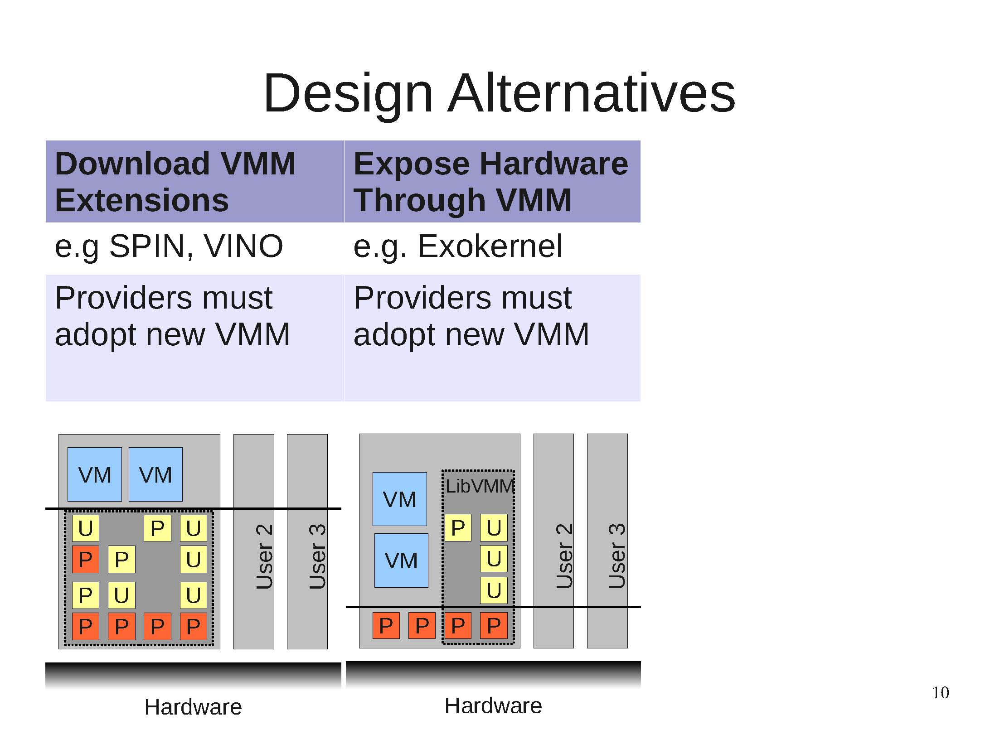 Design Alternatives
Download VMM
Extensions
Expose Hardware
Through VMM
e.g SPIN, VINO
e.g. Exokernel
Providers must
adopt new VMM
Providers must
adopt new VMM
VM VM
U P U
P P U
P U U
P P P P
User 2
User 3
Hardware
LibVMM
VM
VM
P U
U
U
P P P P
User 2
User 3
Hardware
10